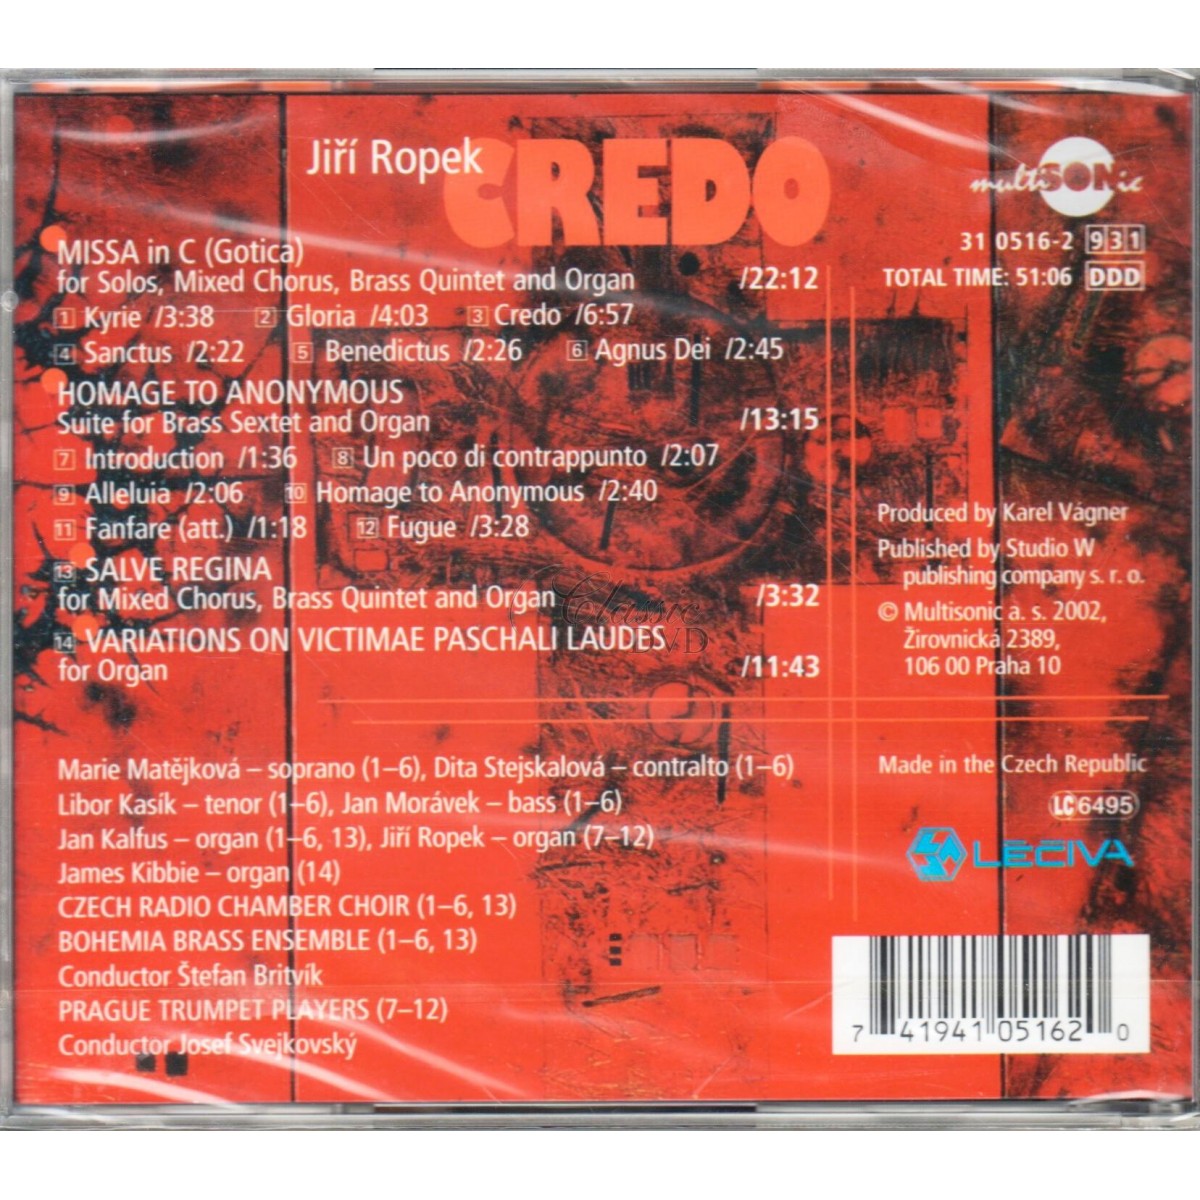 Jiří Ropek CREDO
multiSONic
31 0516-2 931
TOTAL TIME: 51:06 DDD
MISSA in C (Gotica)
for Solos, Mixed Chorus, Brass Quintet and Organ /22:12
1 Kyrie /3:38 2 Gloria /4:03 3 Credo /6:57
4 Sanctus /2:22 5 Benedictus /2:26 6 Agnus Dei /2:45
HOMAGE TO ANONYMOUS
Suite for Brass Sextet and Organ /13:15
7 Introduction /1:36 8 Un poco di contrappunto /2:07
9 Alleluia /2:06 10 Homage to Anonymous /2:40
11 Fanfare (att.) /1:18 12 Fugue /3:28
13 SALVE REGINA
for Mixed Chorus, Brass Quintet and Organ /3:32
14 VARIATIONS ON VICTIMAE PASCHALI LAUDES
for Organ /11:43
Classic
DVD
Produced by Karel Vágner
Published by Studio W
publishing company s. r. o.
© Multisonic a. s. 2002,
Žirovnická 2389,
106 00 Praha 10
Marie Matějková – soprano (1–6), Dita Stejskalová – contralto (1–6)
Libor Kasík – tenor (1–6), Jan Morávek – bass (1–6)
Jan Kalfus – organ (1–6, 13), Jiří Ropek – organ (7–12)
James Kibbie – organ (14)
CZECH RADIO CHAMBER CHOIR (1–6, 13)
BOHEMIA BRASS ENSEMBLE (1–6, 13)
Conductor Štefan Britvík
PRAGUE TRUMPET PLAYERS (7–12)
Conductor Josef Svejkovský
Made in the Czech Republic
LC 6495
LÉČIVA
7 41941 05162 0